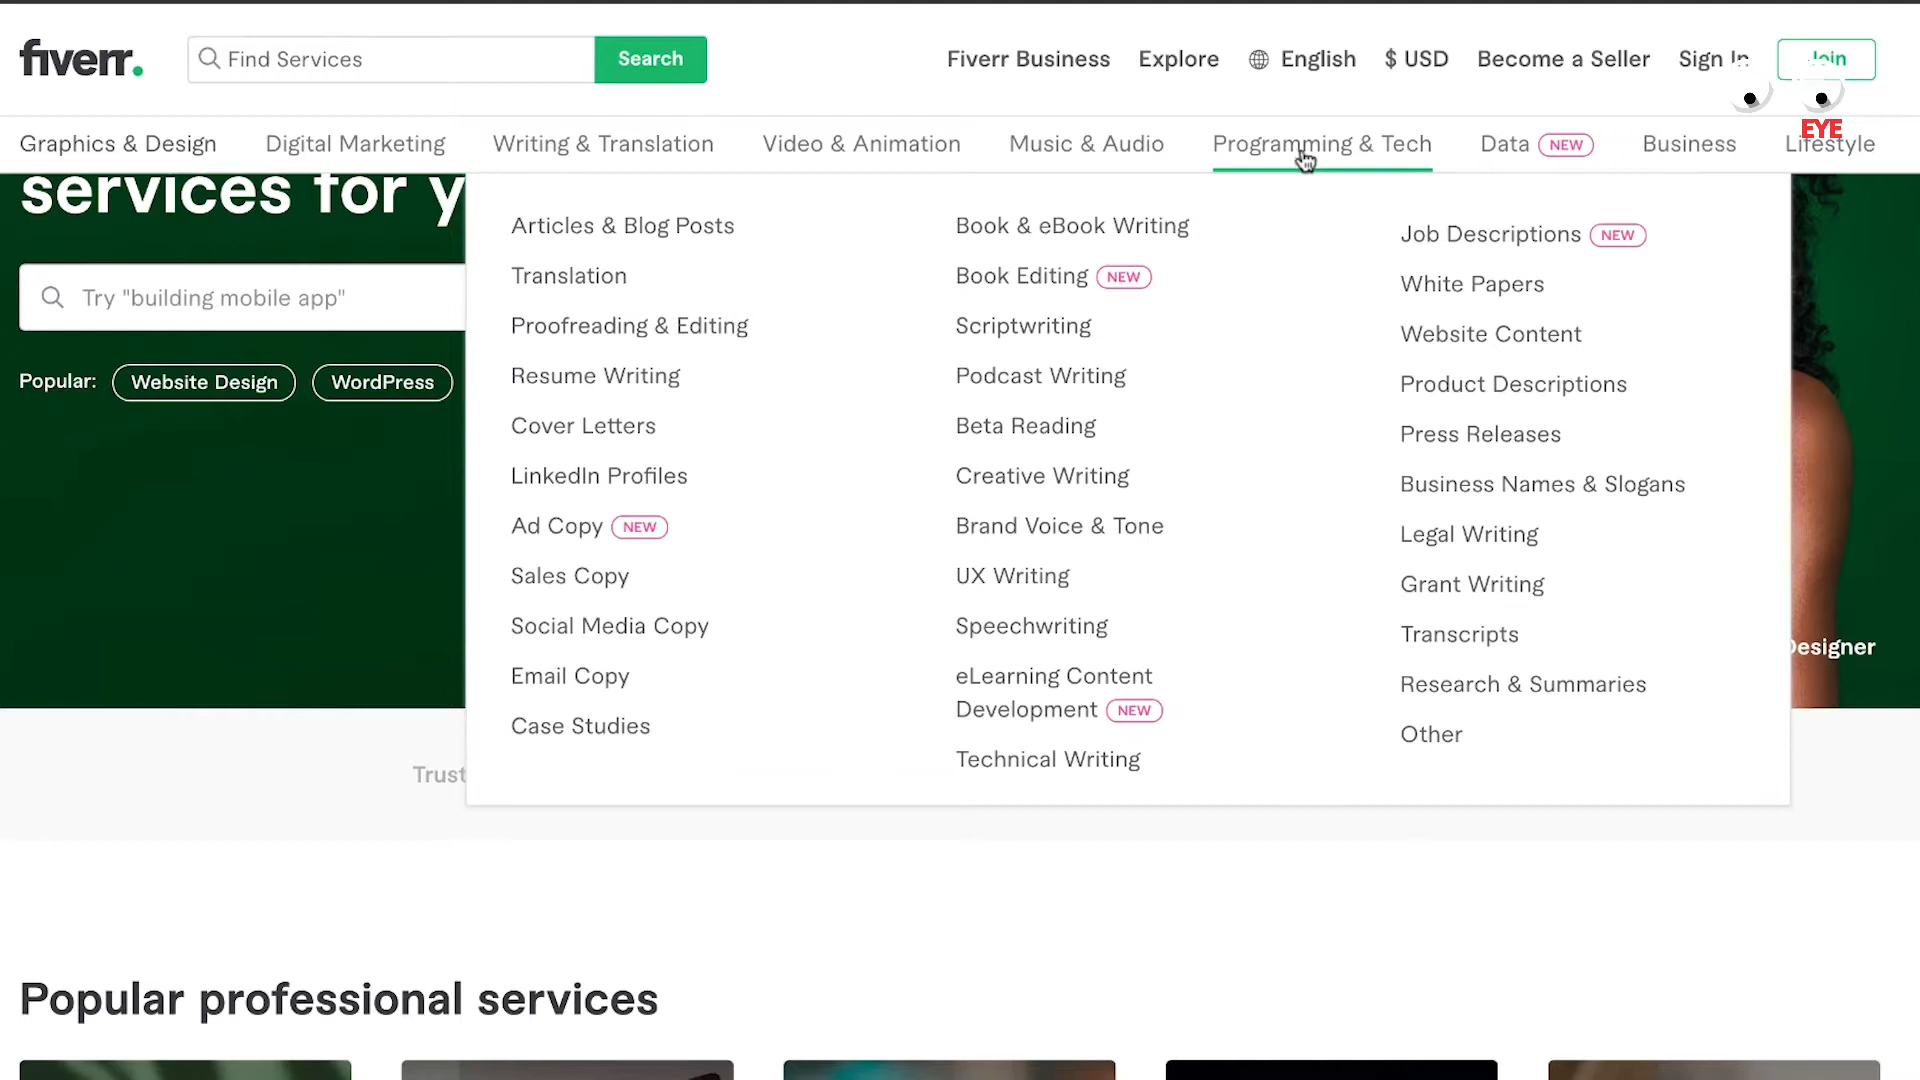 fiverr.
Find Services
Search
Fiverr Business
Explore
English
$ USD
Become a Seller
Sign In
Join
EYE
Graphics & Design
Digital Marketing
Writing & Translation
Video & Animation
Music & Audio
Programming & Tech
Data NEW
Business
Lifestyle
services for y
Try "building mobile app"
Popular:
Website Design
WordPress
Articles & Blog Posts
Translation
Proofreading & Editing
Resume Writing
Cover Letters
LinkedIn Profiles
Ad Copy NEW
Sales Copy
Social Media Copy
Email Copy
Case Studies
Book & eBook Writing
Book Editing NEW
Scriptwriting
Podcast Writing
Beta Reading
Creative Writing
Brand Voice & Tone
UX Writing
Speechwriting
eLearning Content
Development NEW
Technical Writing
Job Descriptions NEW
White Papers
Website Content
Product Descriptions
Press Releases
Business Names & Slogans
Legal Writing
Grant Writing
Transcripts
Research & Summaries
Other
Designer
Trust
Popular professional services